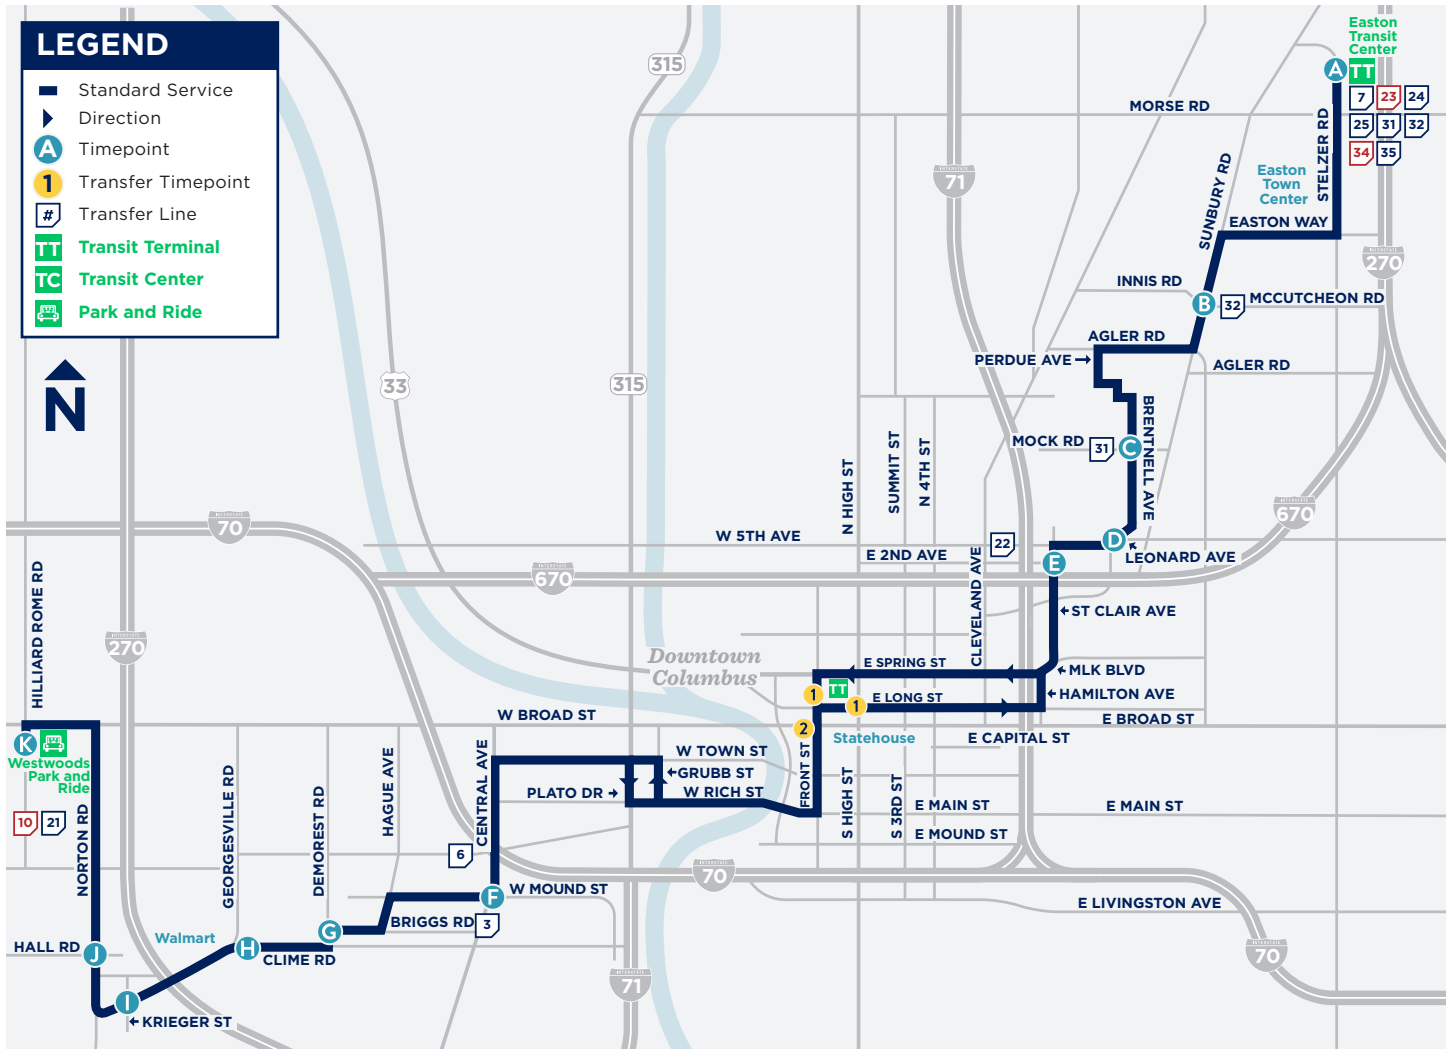 LEGEND
Standard Service
Direction
A
Timepoint
1
Transfer Timepoint
#
Transfer Line
TT
Transit Terminal
TC
Transit Center
Park and Ride
N
315
33
315
71
MORSE RD
Easton
Transit
Center
A
TT
7
23
24
25
31
32
34
35
STELZER RD
Easton
Town
Center
SUNBURY RD
EASTON WAY
270
INNIS RD
B
32
MCCUTCHEON RD
AGLER RD
PERDUE AVE
AGLER RD
BRENTNELL AVE
MOCK RD
31
C
N HIGH ST
SUMMIT ST
N 4TH ST
670
70
W 5TH AVE
E 2ND AVE
22
D
LEONARD AVE
E
670
CLEVELAND AVE
ST CLAIR AVE
HILLIARD ROME RD
270
Downtown
Columbus
E SPRING ST
MLK BLVD
1
TT
1
E LONG ST
HAMILTON AVE
W BROAD ST
2
E BROAD ST
Statehouse
E CAPITAL ST
K
Westwoods
Park and
Ride
10
21
NORTON RD
GEORGESVILLE RD
DEMOREST RD
HAGUE AVE
CENTRAL AVE
W TOWN ST
GRUBB ST
PLATO DR
W RICH ST
FRONT ST
S HIGH ST
S 3RD ST
E MAIN ST
E MAIN ST
E MOUND ST
6
70
F
W MOUND ST
BRIGGS RD
3
E LIVINGSTON AVE
G
Walmart
H
CLIME RD
HALL RD
J
70
71
I
KRIEGER ST